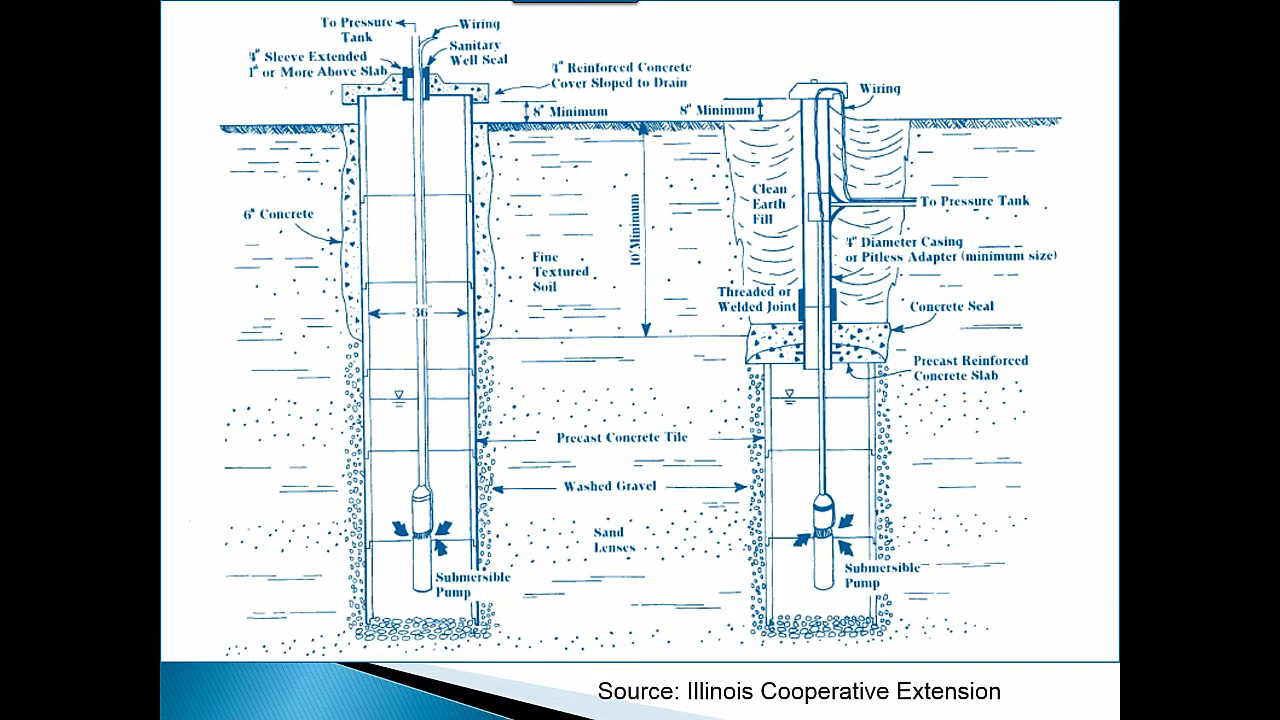 To Pressure
Tank
Wiring
Sanitary
Well Seal
4" Sleeve Extended
1" or More Above Slab
4" Reinforced Concrete
Cover Sloped to Drain
8" Minimum
8" Minimum
Wiring
Clean
Earth
Fill
To Pressure Tank
6" Concrete
10' Minimum
Fine
Textured
Soil
4" Diameter Casing
or Pitless Adapter (minimum size)
Threaded or
Welded Joint
36"
Concrete Seal
Precast Reinforced
Concrete Slab
Precast Concrete Tile
Washed Gravel
Sand
Lenses
Submersible
Pump
Submersible
Pump
Source: Illinois Cooperative Extension